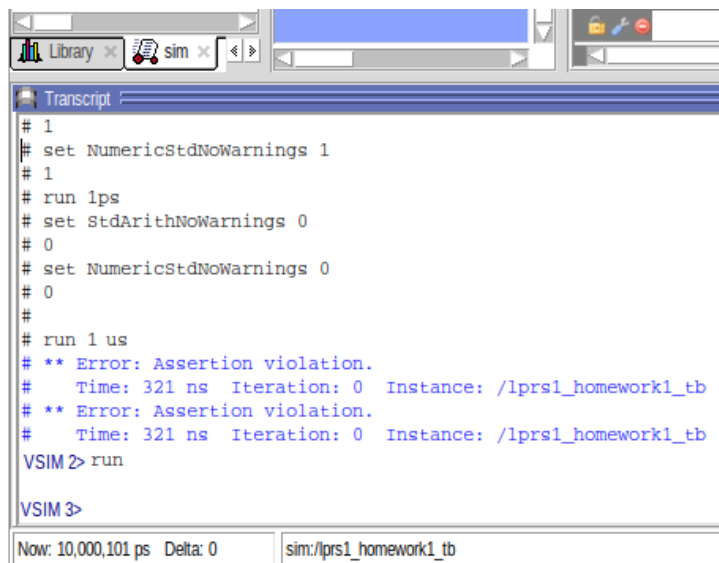 Library
sim
Transcript
# 1
# set NumericStdNoWarnings 1
# 1
# run 1ps
# set StdArithNoWarnings 0
# 0
# set NumericStdNoWarnings 0
# 0
#
# run 1 us
# ** Error: Assertion violation.
#    Time: 321 ns  Iteration: 0  Instance: /lprs1_homework1_tb
# ** Error: Assertion violation.
#    Time: 321 ns  Iteration: 0  Instance: /lprs1_homework1_tb
VSIM 2> run
VSIM 3>
Now: 10,000,101 ps  Delta: 0
sim:/lprs1_homework1_tb